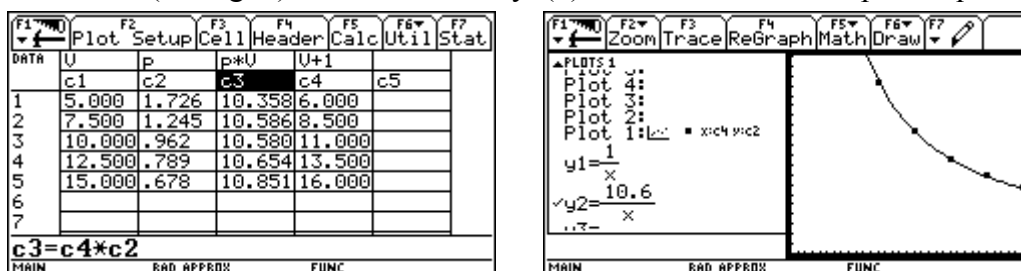 F1 F2 F3 F4 F5 F6 F7
Plot Setup Cell Header Calc Util Stat
DATA V p p*V V+1
c1 c2 c3 c4 c5
1 5.000 1.726 10.358 6.000
2 7.500 1.245 10.586 8.500
3 10.000 .962 10.580 11.000
4 12.500 .789 10.654 13.500
5 15.000 .678 10.851 16.000
6
7
c3=c4*c2
MAIN RAD APPROX FUNC
F1 F2 F3 F4 F5 F6 F7
Zoom Trace ReGraph Math Draw
PLOTS 1
Plot 4:
Plot 3:
Plot 2:
Plot 1: x:c4 y:c2
y1=1/x
y2=10.6/x
MAIN RAD APPROX FUNC